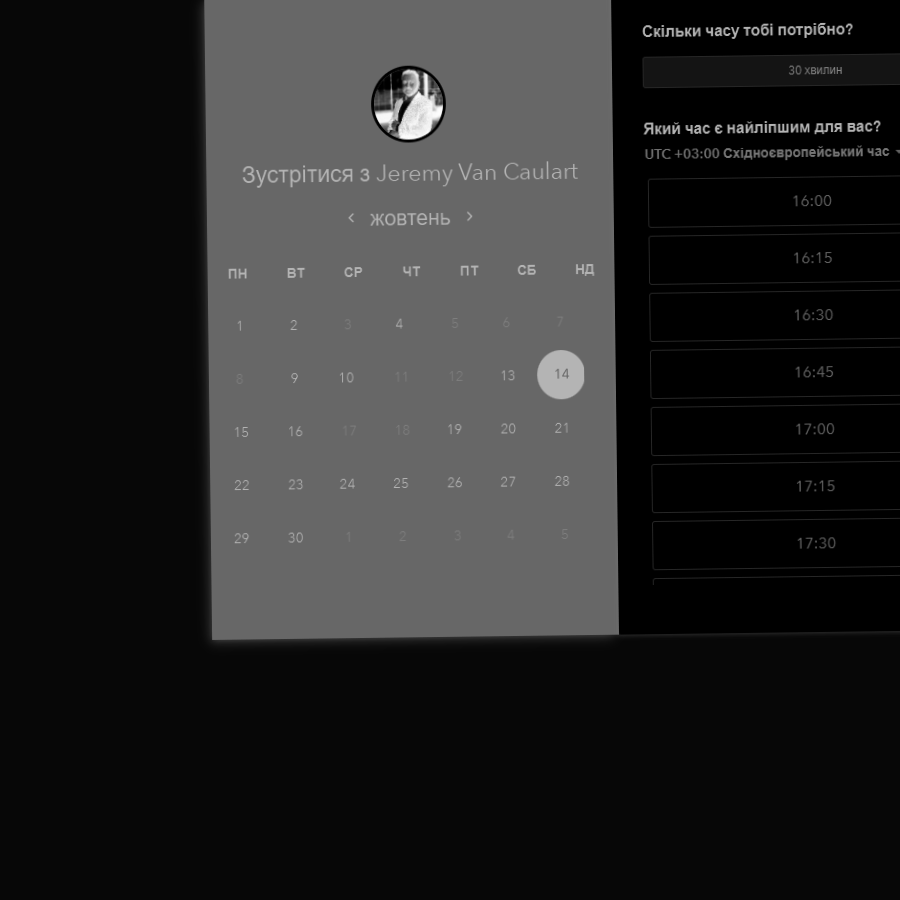 Зустрітися з Jeremy Van Caulart
‹ жовтень ›
ПН ВТ СР ЧТ ПТ СБ НД
1 2 3 4 5 6 7
8 9 10 11 12 13 14
15 16 17 18 19 20 21
22 23 24 25 26 27 28
29 30 1 2 3 4 5
Скільки часу тобі потрібно?
30 хвилин
Який час є найліпшим для вас?
UTC +03:00 Східноєвропейський час
16:00
16:15
16:30
16:45
17:00
17:15
17:30